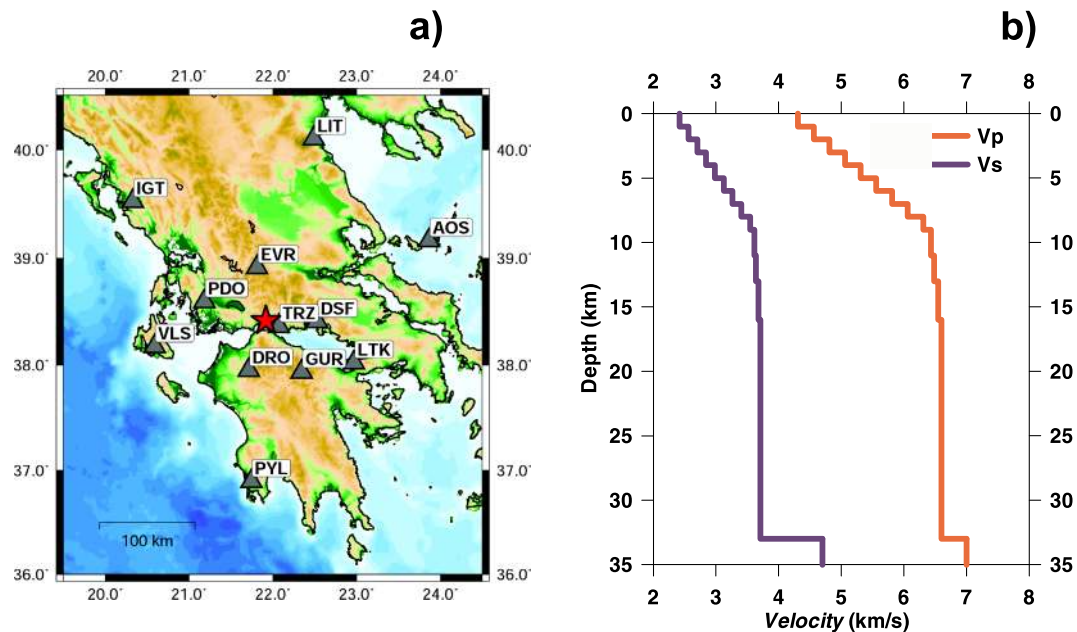 a)
20.0˚ 21.0˚ 22.0˚ 23.0˚ 24.0˚
LIT
40.0˚ 40.0˚
IGT
AOS
39.0˚ EVR 39.0˚
PDO
TRZ DSF
VLS
DRO GUR LTK
38.0˚ 38.0˚
37.0˚ PYL 37.0˚
100 km
36.0˚ 36.0˚
20.0˚ 21.0˚ 22.0˚ 23.0˚ 24.0˚
b)
2 3 4 5 6 7 8
0 0
Vp
Vs
5 5
10 10
15 15
Depth (km)
20 20
25 25
30 30
35 35
2 3 4 5 6 7 8
Velocity (km/s)